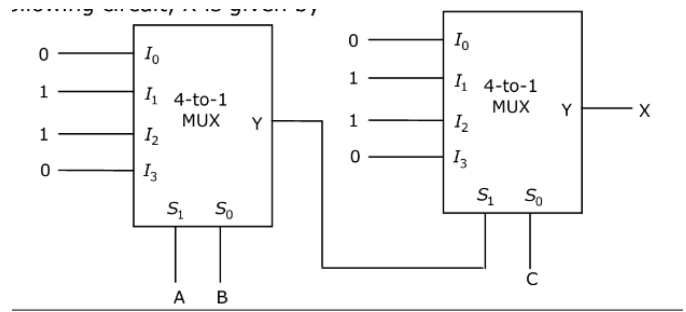 ollowing circuit, X is given by
0 I0
1 I1
4-to-1
MUX
Y
1 I2
0 I3
S1 S0
A B
0 I0
1 I1
4-to-1
MUX
Y X
1 I2
0 I3
S1 S0
C